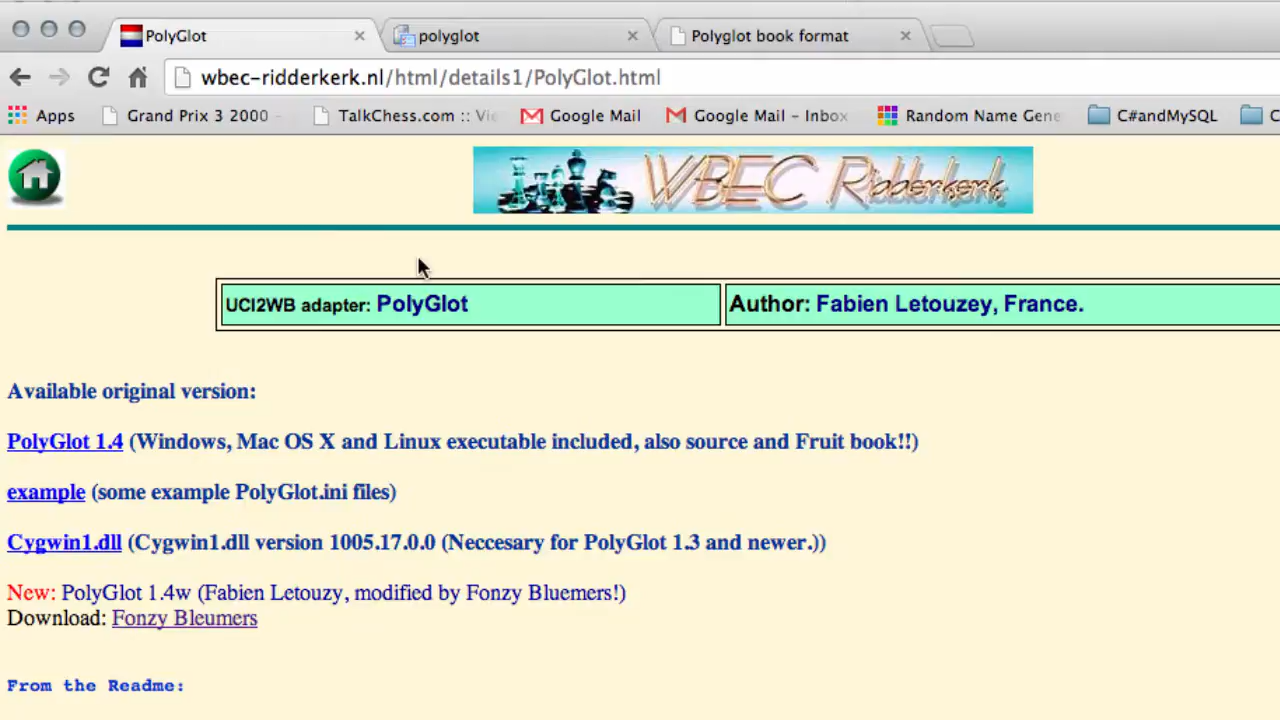 PolyGlot
polyglot
Polyglot book format
wbec-ridderkerk.nl/html/details1/PolyGlot.html
Apps
Grand Prix 3 2000
TalkChess.com :: Vie
Google Mail
Google Mail - Inbox
Random Name Gene
C#andMySQL
WBEC Ridderkerk
UCI2WB adapter: PolyGlot
Author: Fabien Letouzey, France.
Available original version:
PolyGlot 1.4 (Windows, Mac OS X and Linux executable included, also source and Fruit book!!)
example (some example PolyGlot.ini files)
Cygwin1.dll (Cygwin1.dll version 1005.17.0.0 (Neccesary for PolyGlot 1.3 and newer.))
New: PolyGlot 1.4w (Fabien Letouzy, modified by Fonzy Bluemers!)
Download: Fonzy Bleumers
From the Readme: